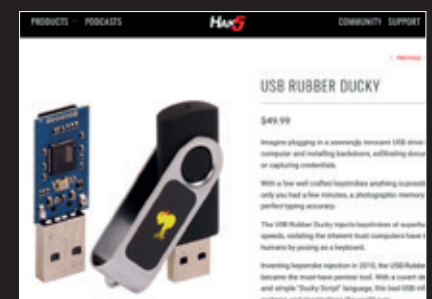 PRODUCTS PODCASTS HAK5 COMMUNITY SUPPORT
PREVIOUS
USB RUBBER DUCKY
$49.99
Imagine plugging in a seemingly innocent USB drive
computer and installing backdoors, exfiltrating docu
or capturing credentials.
With a few well crafted keystrokes anything is possib
only you had a few minutes, a photographic memory
perfect typing accuracy.
The USB Rubber Ducky injects keystrokes at superhu
speeds, violating the inherent trust computers have i
humans by posing as a keyboard.
Inventing keystroke injection in 2010, the USB Rubbe
became the must-have pentest tool. With a covert de
and simple "Ducky Script" language, this bad USB inf